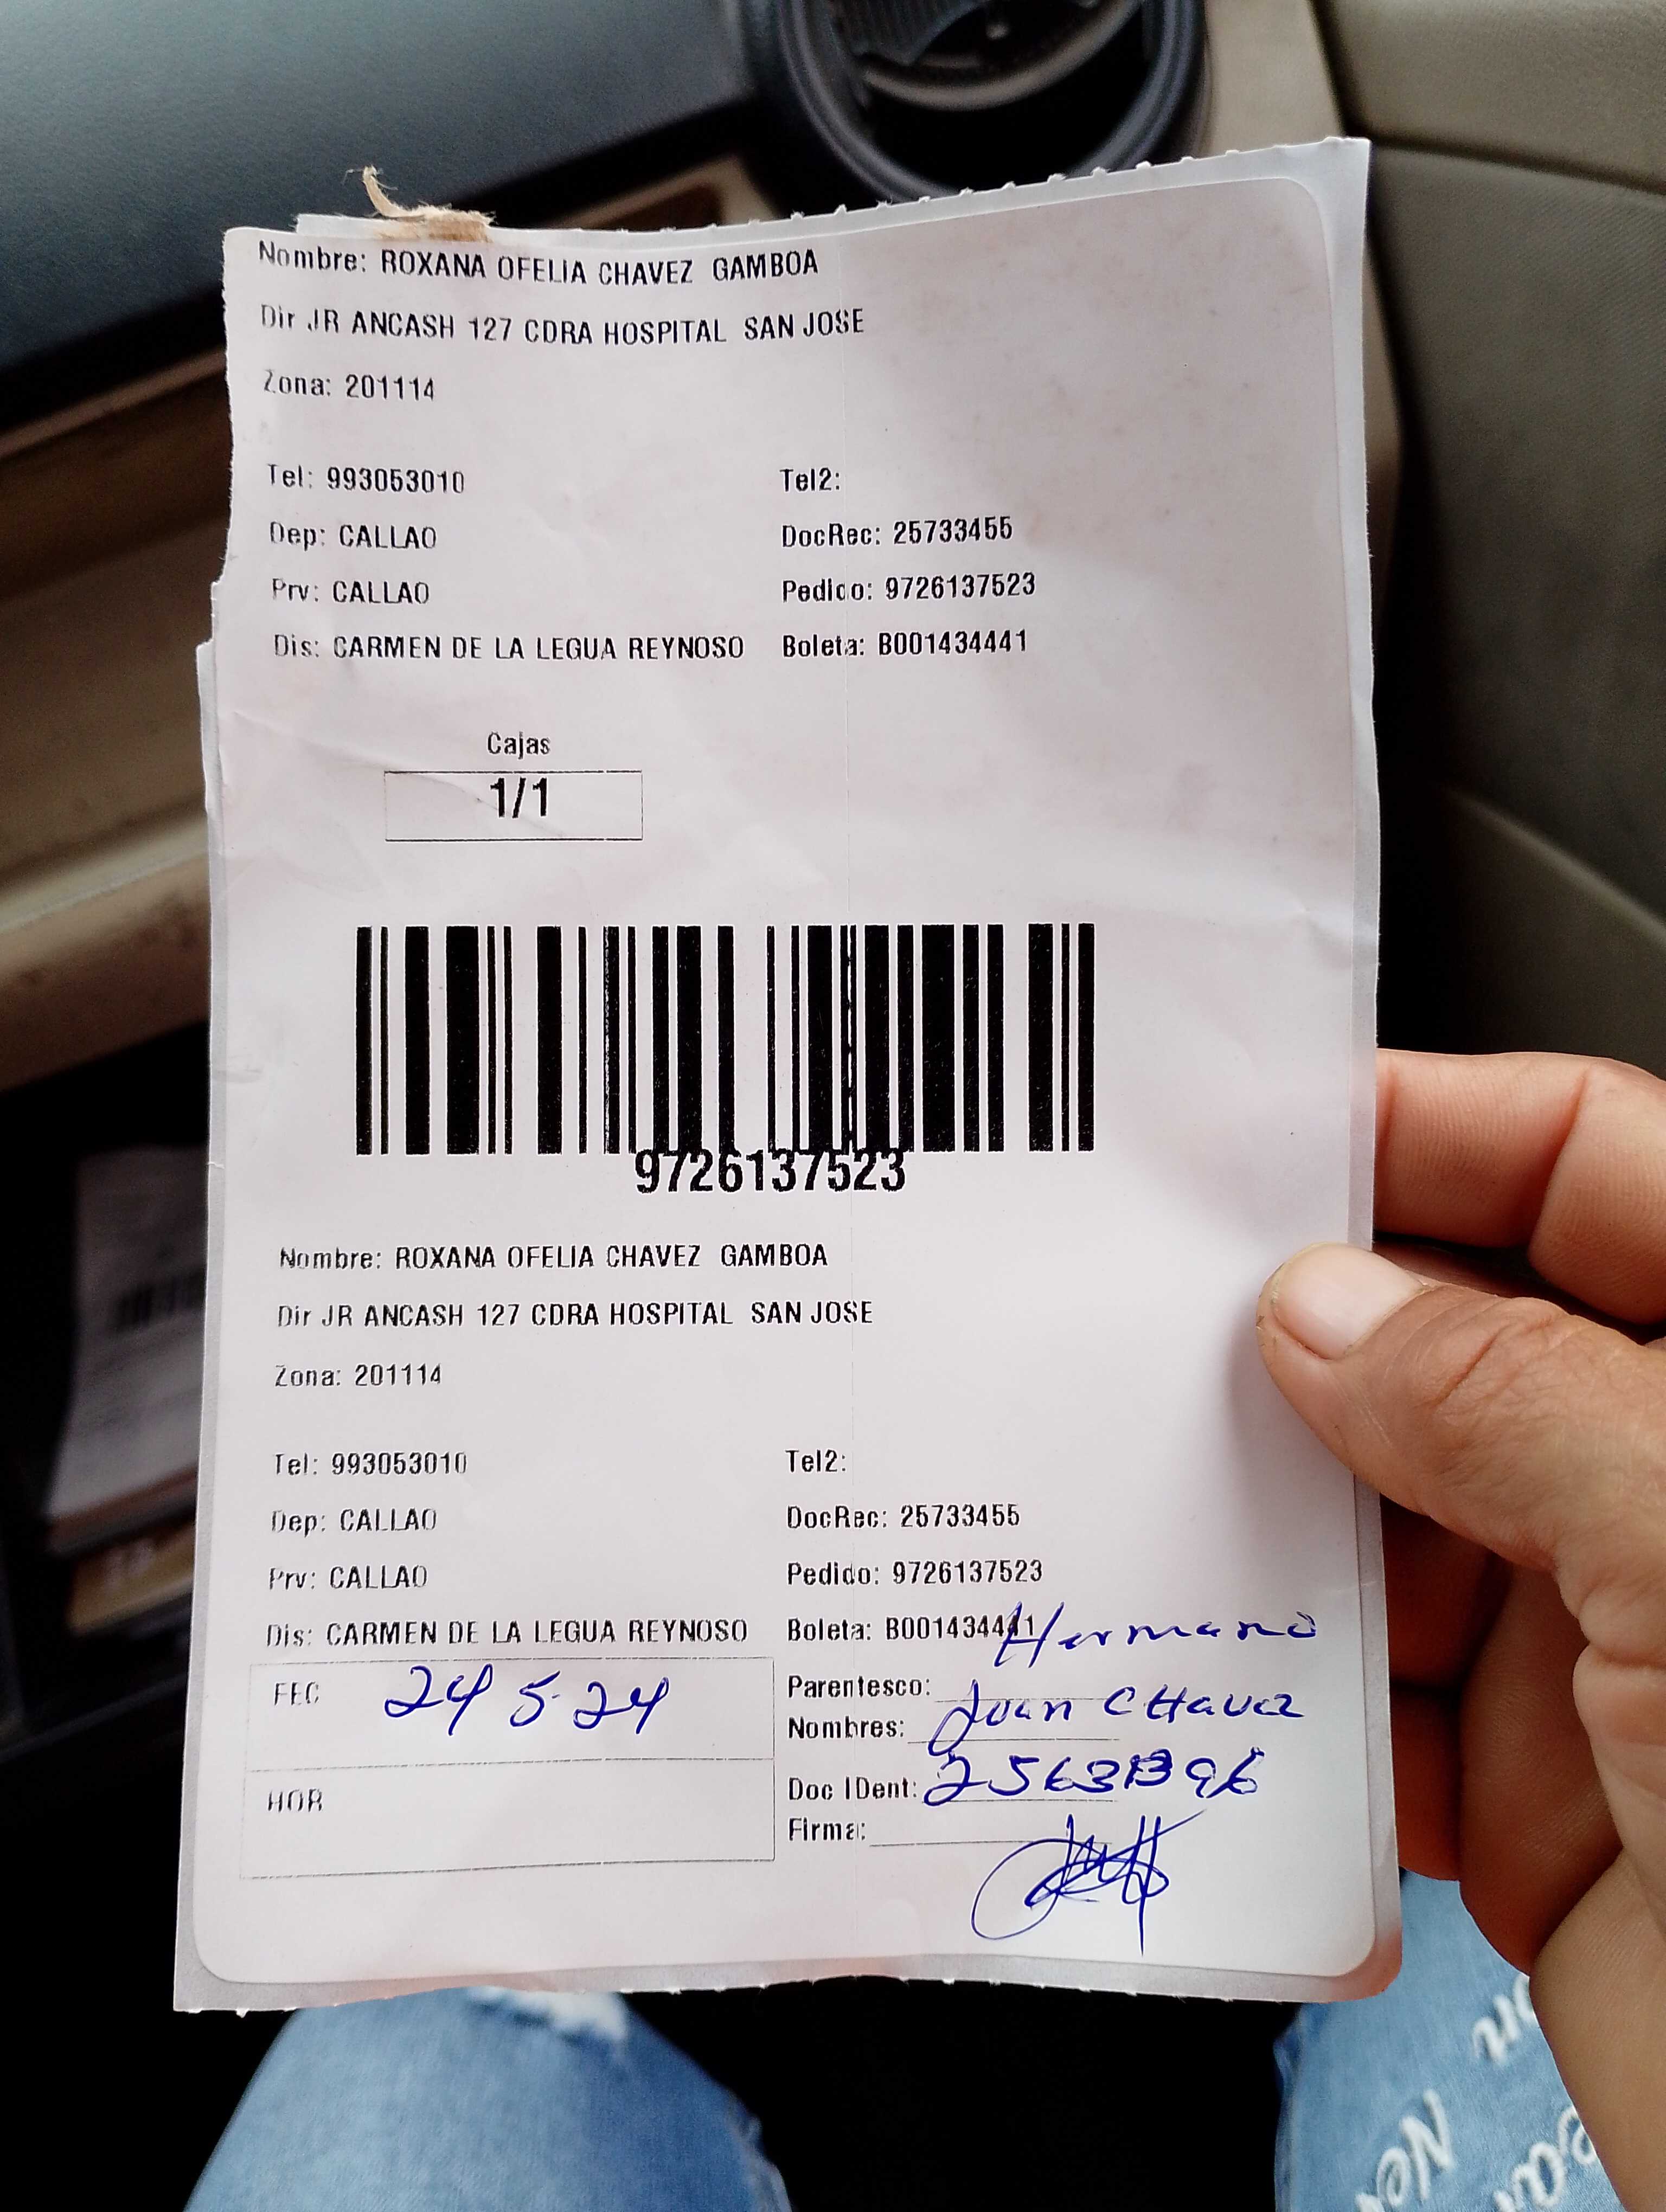 Nombre: ROXANA OFELIA CHAVEZ GAMBOA
Dir JR ANCASH 127 CDRA HOSPITAL SAN JOSE
Zona: 201114
Tel: 993053010 Tel2:
Dep: CALLAO DocRec: 25733455
Prv: CALLAO Pedido: 9726137523
Dis: CARMEN DE LA LEGUA REYNOSO Boleta: B001434441
Cajas
1/1
9726137523
Nombre: ROXANA OFELIA CHAVEZ GAMBOA
Dir JR ANCASH 127 CDRA HOSPITAL SAN JOSE
Zona: 201114
Tel: 993053010 Tel2:
Dep: CALLAO DocRec: 25733455
Prv: CALLAO Pedido: 9726137523
Dis: CARMEN DE LA LEGUA REYNOSO Boleta: B001434441
FEC 24 5-24
Parentesco: Hermano
Nombres: Juan CHavez
HOR
Doc IDent:
Firma: